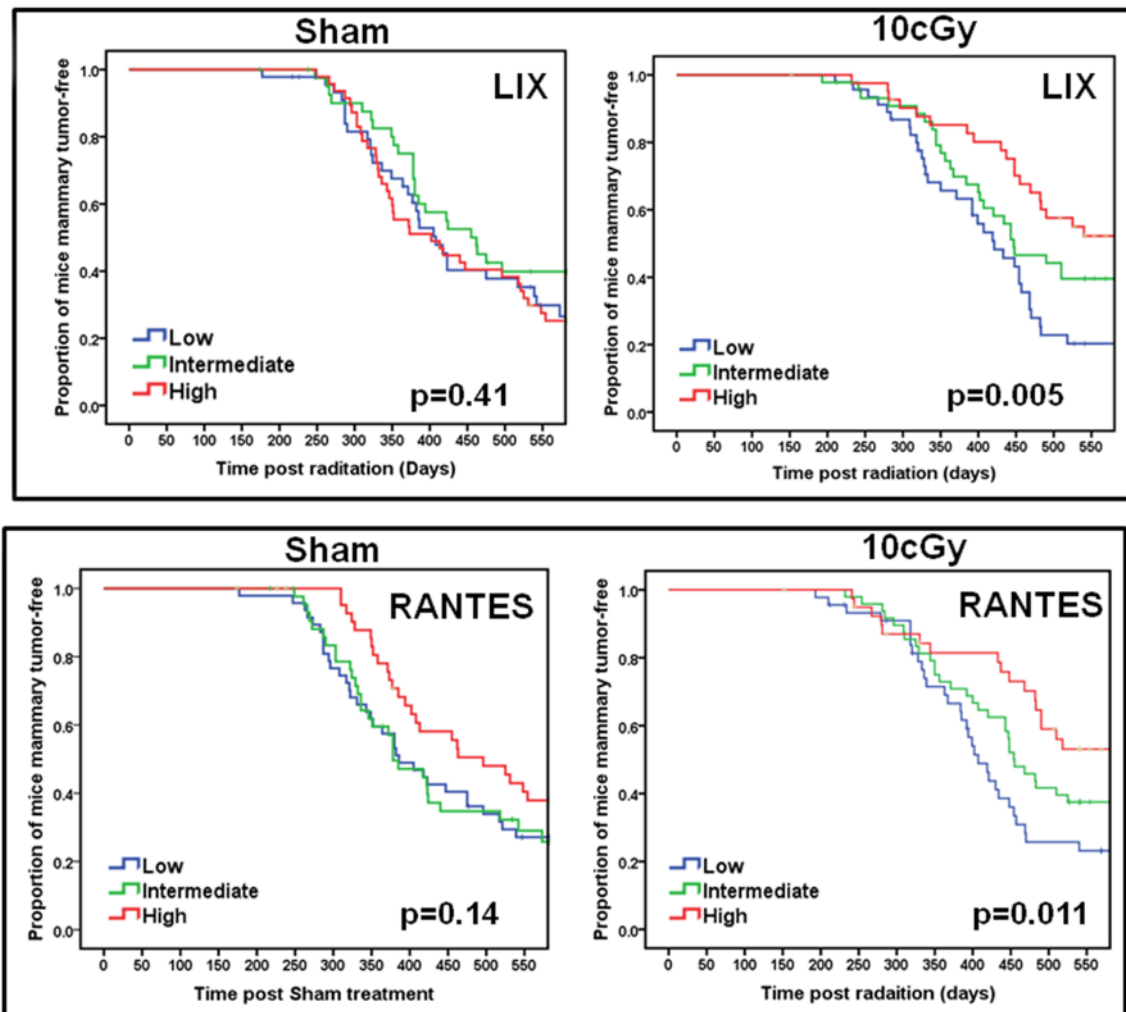 Sham
10cGy
LIX
LIX
Proportion of mice mammary tumor-free
1.0
0.8
0.6
0.4
0.2
0.0
Low
Intermediate
High
p=0.41
0 50 100 150 200 250 300 350 400 450 500 550
Time post raditation (Days)
Proportion of mice mammary tumor-free
1.0
0.8
0.6
0.4
0.2
0.0
Low
Intermediate
High
p=0.005
0 50 100 150 200 250 300 350 400 450 500 550
Time post radiation (days)
Sham
10cGy
RANTES
RANTES
Proportion of mice mammary tumor-free
1.0
0.8
0.6
0.4
0.2
0.0
Low
Intermediate
High
p=0.14
0 50 100 150 200 250 300 350 400 450 500 550
Time post Sham treatment
Proportion of mice mammary tumor-free
1.0
0.8
0.6
0.4
0.2
0.0
Low
Intermediate
High
p=0.011
0 50 100 150 200 250 300 350 400 450 500 550
Time post radaition (days)